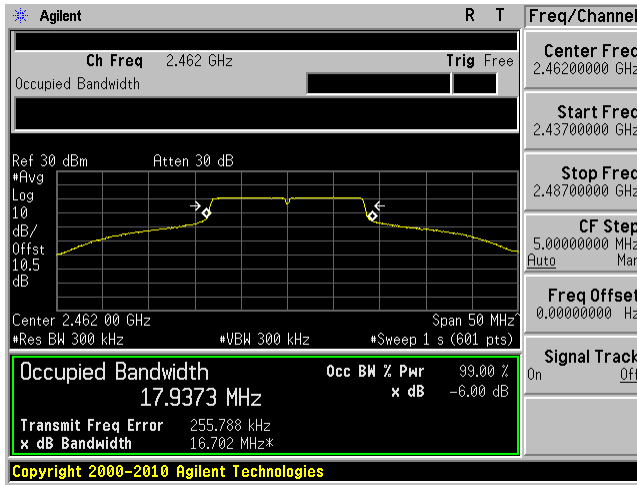 Agilent R T Freq/Channel
Ch Freq 2.462 GHz Trig Free
Occupied Bandwidth
Center Freq
2.46200000 GHz
Start Freq
2.43700000 GHz
Stop Freq
2.48700000 GHz
CF Step
5.00000000 MHz
Auto Man
Freq Offset
0.00000000 Hz
Signal Track
On Off
Ref 30 dBm Atten 30 dB
#Avg
Log
10
dB/
Offst
10.5
dB
Center 2.462 00 GHz Span 50 MHz^
#Res BW 300 kHz #VBW 300 kHz #Sweep 1 s (601 pts)
Occupied Bandwidth Occ BW % Pwr 99.00 %
17.9373 MHz x dB -6.00 dB
Transmit Freq Error 255.788 kHz
x dB Bandwidth 16.702 MHz*
Copyright 2000-2010 Agilent Technologies